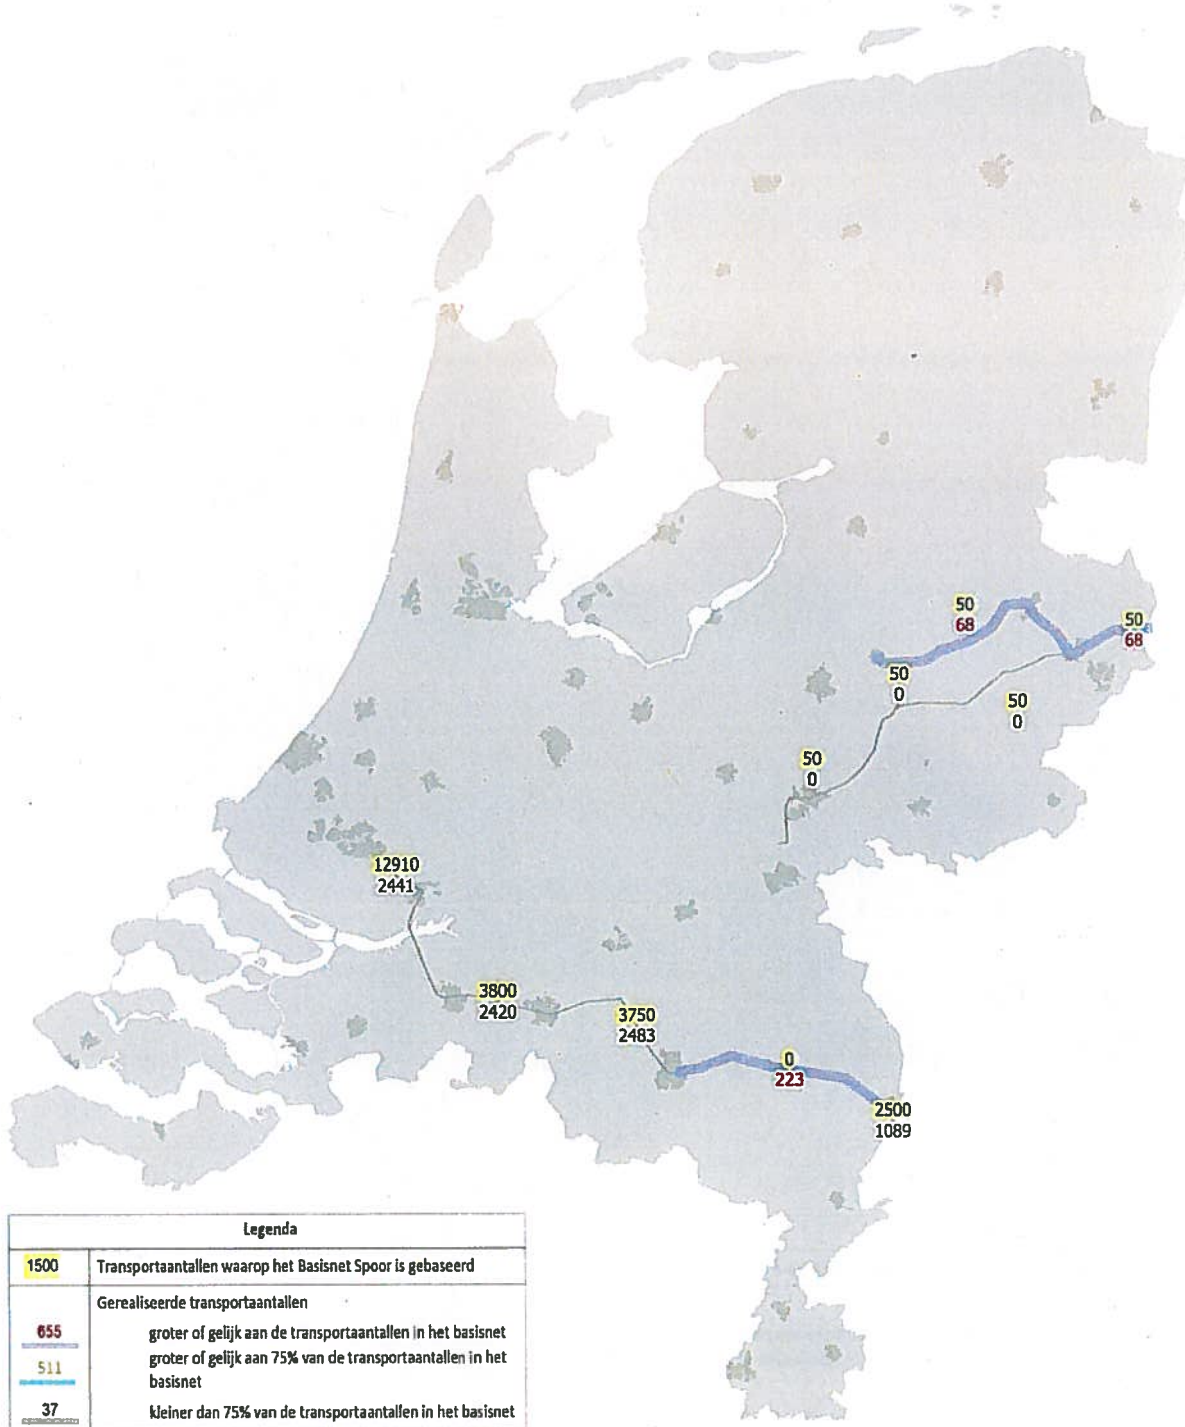 50
68
50
68
50
0
50
0
50
0
12910
2441
3800
2420
3750
2483
0
223
2500
1089
Legenda
1500 Transportaantallen waarop het Basisnet Spoor is gebaseerd
Gerealiseerde transportaantallen
655 groter of gelijk aan de transportaantallen in het basisnet
511 groter of gelijk aan 75% van de transportaantallen in het
basisnet
37 kleiner dan 75% van de transportaantallen in het basisnet